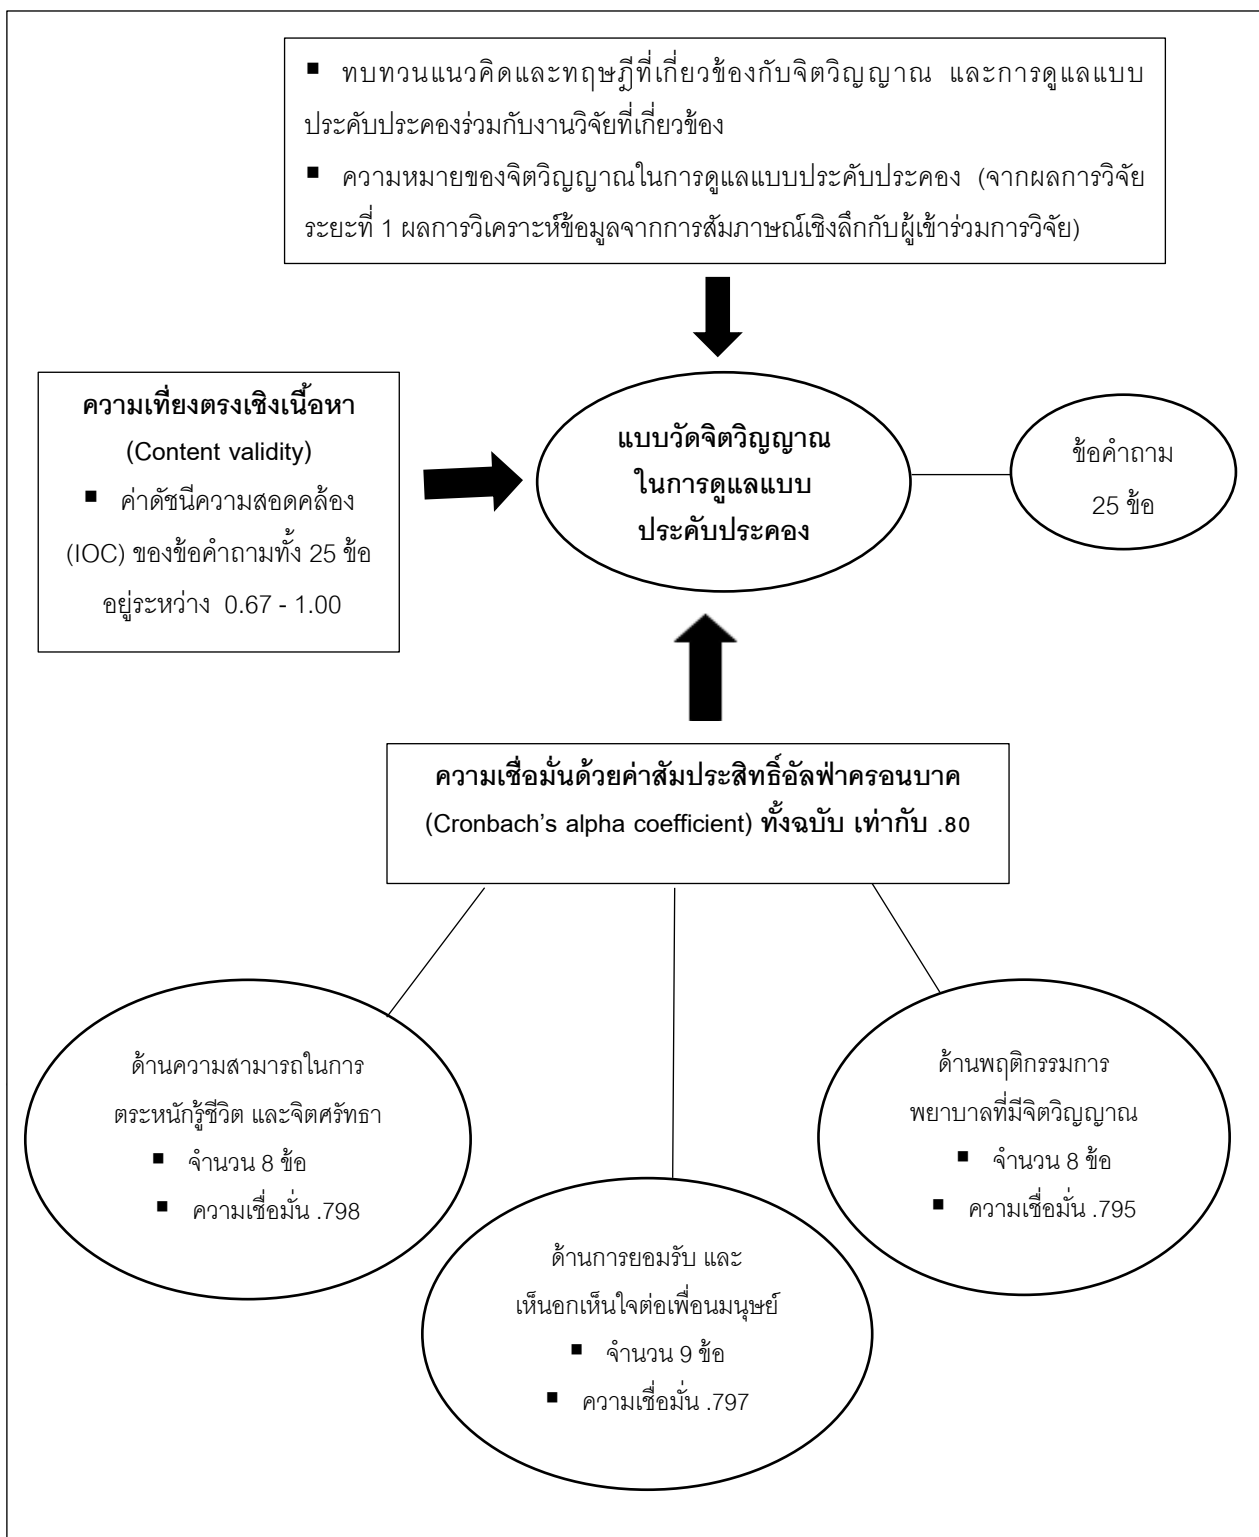 ▪ ทบทวนแนวคิดและทฤษฎีที่เกี่ยวข้องกับจิตวิญญาณ และการดูแลแบบ
ประคับประคองร่วมกับงานวิจัยที่เกี่ยวข้อง
▪ ความหมายของจิตวิญญาณในการดูแลแบบประคับประคอง (จากผลการวิจัย
ระยะที่ 1 ผลการวิเคราะห์ข้อมูลจากการสัมภาษณ์เชิงลึกกับผู้เข้าร่วมการวิจัย)
ความเที่ยงตรงเชิงเนื้อหา
(Content validity)
▪ ค่าดัชนีความสอดคล้อง
(IOC) ของข้อคำถามทั้ง 25 ข้อ
อยู่ระหว่าง 0.67 - 1.00
แบบวัดจิตวิญญาณ
ในการดูแลแบบ
ประคับประคอง
ข้อคำถาม
25 ข้อ
ความเชื่อมั่นด้วยค่าสัมประสิทธิ์อัลฟ่าครอนบาค
(Cronbach's alpha coefficient) ทั้งฉบับ เท่ากับ .80
ด้านความสามารถในการ
ตระหนักรู้ชีวิต และจิตศรัทธา
▪ จำนวน 8 ข้อ
▪ ความเชื่อมั่น .798
ด้านการยอมรับ และ
เห็นอกเห็นใจต่อเพื่อนมนุษย์
▪ จำนวน 9 ข้อ
▪ ความเชื่อมั่น .797
ด้านพฤติกรรมการ
พยาบาลที่มีจิตวิญญาณ
▪ จำนวน 8 ข้อ
▪ ความเชื่อมั่น .795